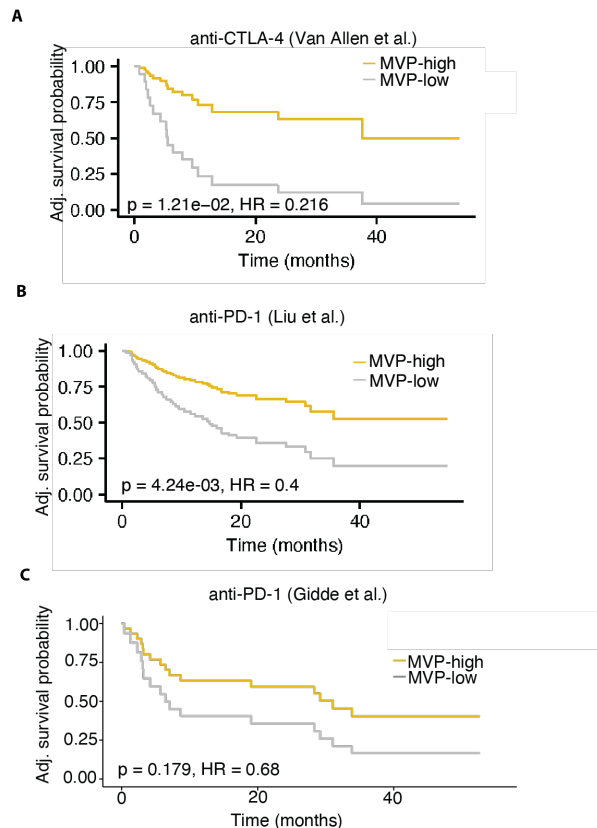 A
anti-CTLA-4 (Van Allen et al.)
Adj. survival probability
1.00
0.75
0.50
0.25
0.00
MVP-high
MVP-low
p = 1.21e−02, HR = 0.216
0 20 40
Time (months)
B
anti-PD-1 (Liu et al.)
Adj. survival probability
1.00
0.75
0.50
0.25
0.00
MVP-high
MVP-low
p = 4.24e-03, HR = 0.4
0 20 40
Time (months)
C
anti-PD-1 (Gidde et al.)
Adj. survival probability
1.00
0.75
0.50
0.25
0.00
MVP-high
MVP-low
p = 0.179, HR = 0.68
0 20 40
Time (months)